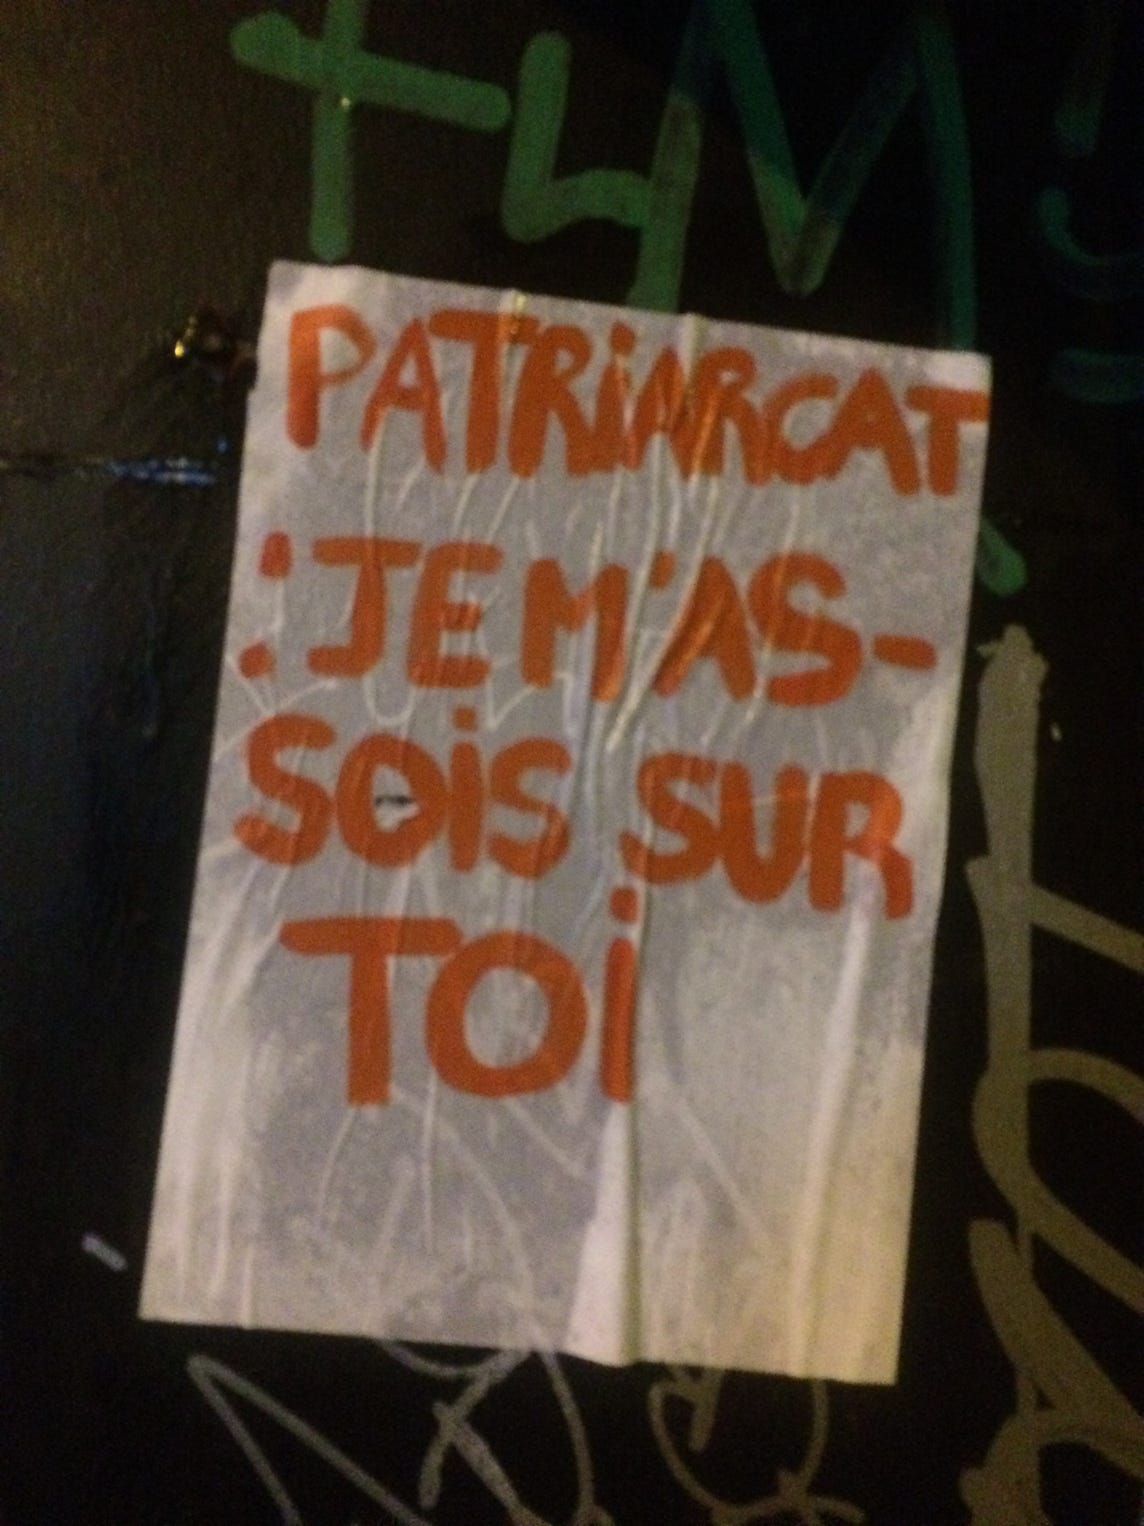 PATRiARCAT
: JE M'AS-
SOiS SUR
TOi